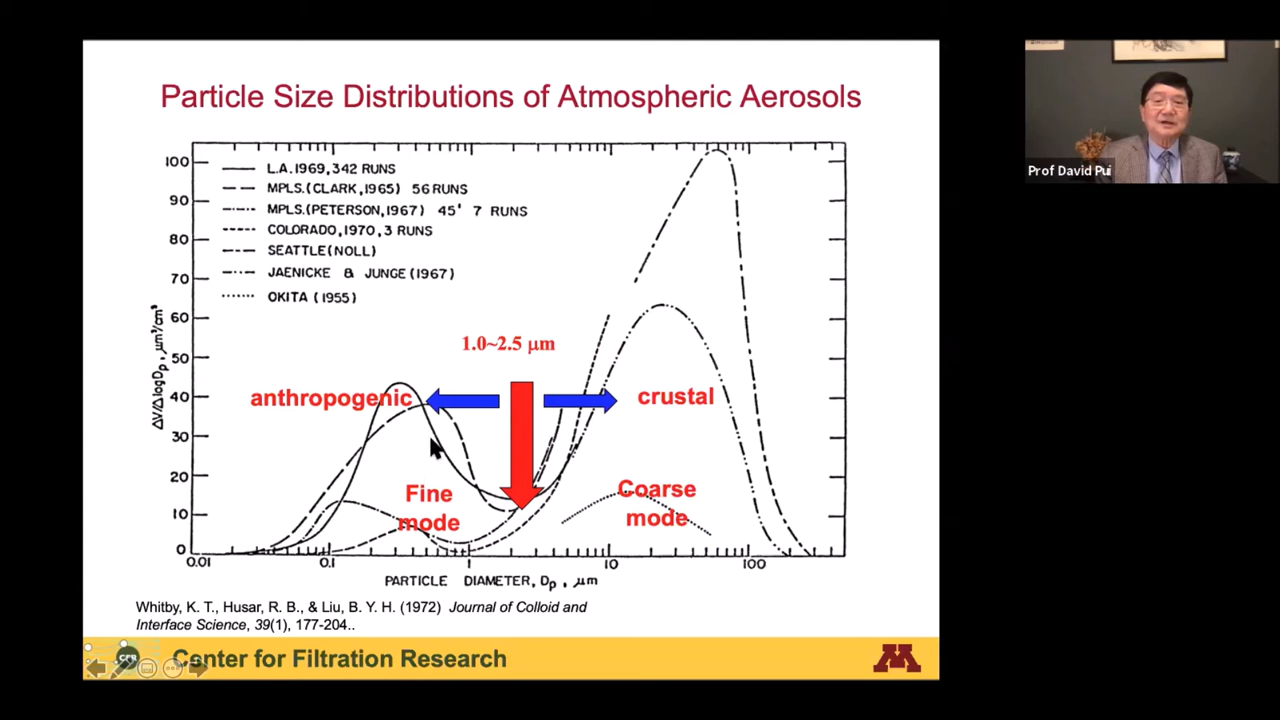 Particle Size Distributions of Atmospheric Aerosols
L.A. 1969, 342 RUNS
MPLS.(CLARK,1965) 56 RUNS
MPLS.(PETERSON,1967) 45' 7 RUNS
COLORADO, 1970, 3 RUNS
SEATTLE (NOLL)
JAENICKE & JUNGE (1967)
OKITA (1955)
100
90
80
70
60
50
40
30
20
10
0
ΔV/ΔlogDp, μm³/cm³
1.0~2.5 μm
anthropogenic
crustal
Fine
mode
Coarse
mode
0.01
0.1
1
10
100
PARTICLE DIAMETER, Dp, μm
Whitby, K. T., Husar, R. B., & Liu, B. Y. H. (1972) Journal of Colloid and
Interface Science, 39(1), 177-204..
CFR
Center for Filtration Research
M
Prof David Pui